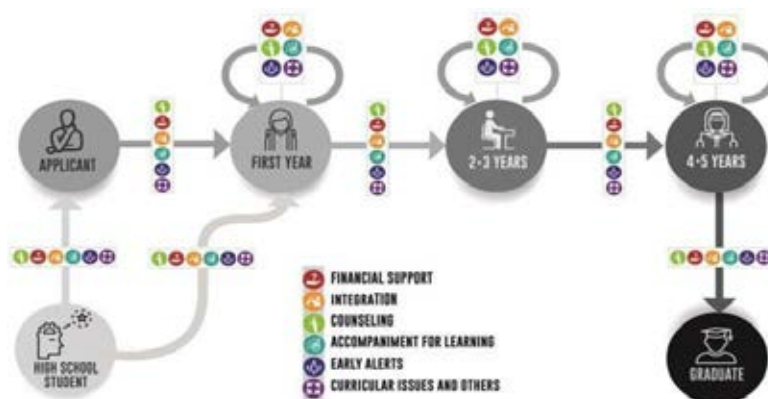 APPLICANT
FIRST YEAR
2-3 YEARS
4-5 YEARS
HIGH SCHOOL
STUDENT
FINANCIAL SUPPORT
INTEGRATION
COUNSELING
ACCOMPANIMENT FOR LEARNING
EARLY ALERTS
CURRICULAR ISSUES AND OTHERS
GRADUATE